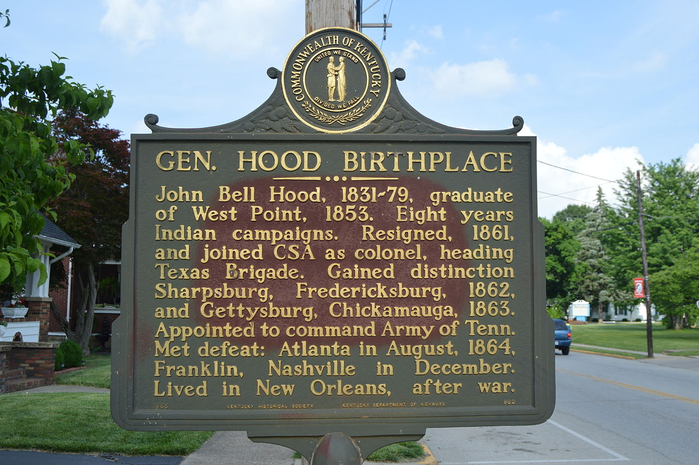 COMMONWEALTH OF KENTUCKY
UNITED WE STAND
DIVIDED WE FALL
GEN. HOOD BIRTHPLACE
John Bell Hood, 1831-79, graduate
of West Point, 1853. Eight years
Indian campaigns. Resigned, 1861,
and joined CSA as colonel, heading
Texas Brigade. Gained distinction
Sharpsburg, Fredericksburg, 1862,
and Gettysburg, Chickamauga, 1863.
Appointed to command Army of Tenn.
Met defeat: Atlanta in August, 1864,
Franklin, Nashville in December.
Lived in New Orleans, after war.
KENTUCKY HISTORICAL SOCIETY KENTUCKY DEPARTMENT OF HIGHWAYS